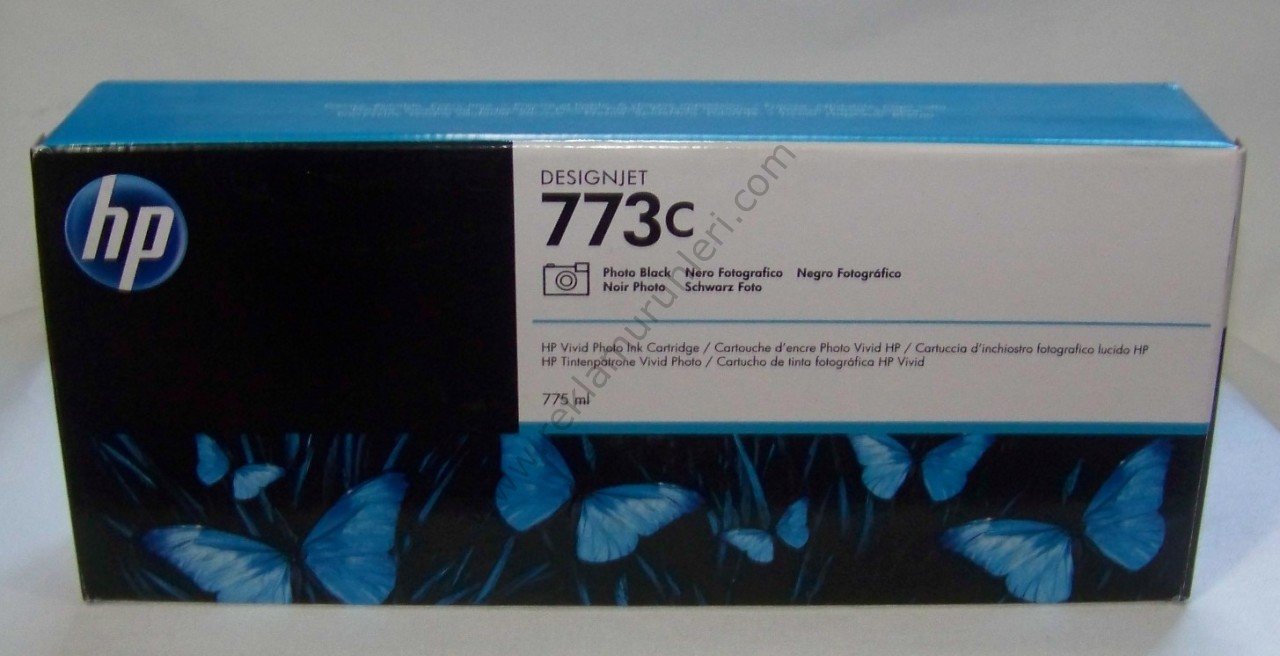 hp
DESIGNJET
773C
Photo Black Nero Fotografico Negro Fotográfico
Noir Photo Schwarz Foto
HP Vivid Photo Ink Cartridge / Cartouche d'encre Photo Vivid HP / Cartuccia d'inchiostro fotografico lucido HP
HP Tintenpatrone Vivid Photo / Cartucho de tinta fotográfica HP Vivid
775 ml
www.reklamurunleri.com